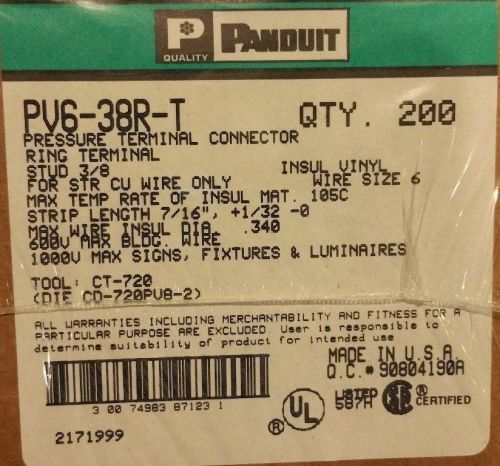 P
QUALITY
PANDUIT
PV6-38R-T QTY. 200
PRESSURE TERMINAL CONNECTOR
RING TERMINAL
STUD 3/8 INSUL VINYL
FOR STR CU WIRE ONLY WIRE SIZE 6
MAX TEMP RATE OF INSUL MAT. 105C
STRIP LENGTH 7/16", +1/32 -0
MAX WIRE INSUL DIA. .340
600V MAX BLDG. WIRE
1000V MAX SIGNS, FIXTURES & LUMINAIRES
TOOL: CT-720
(DIE CD-720PV8-2)
ALL WARRANTIES INCLUDING MERCHANTABILITY AND FITNESS FOR A
PARTICULAR PURPOSE ARE EXCLUDED. User is responsible to
determine suitability of product for intended use
MADE IN U.S.A.
Q.C.# 90804190A
3 00 74983 87123 1
UL ®
LISTED
587H
SA ® CERTIFIED
2171999